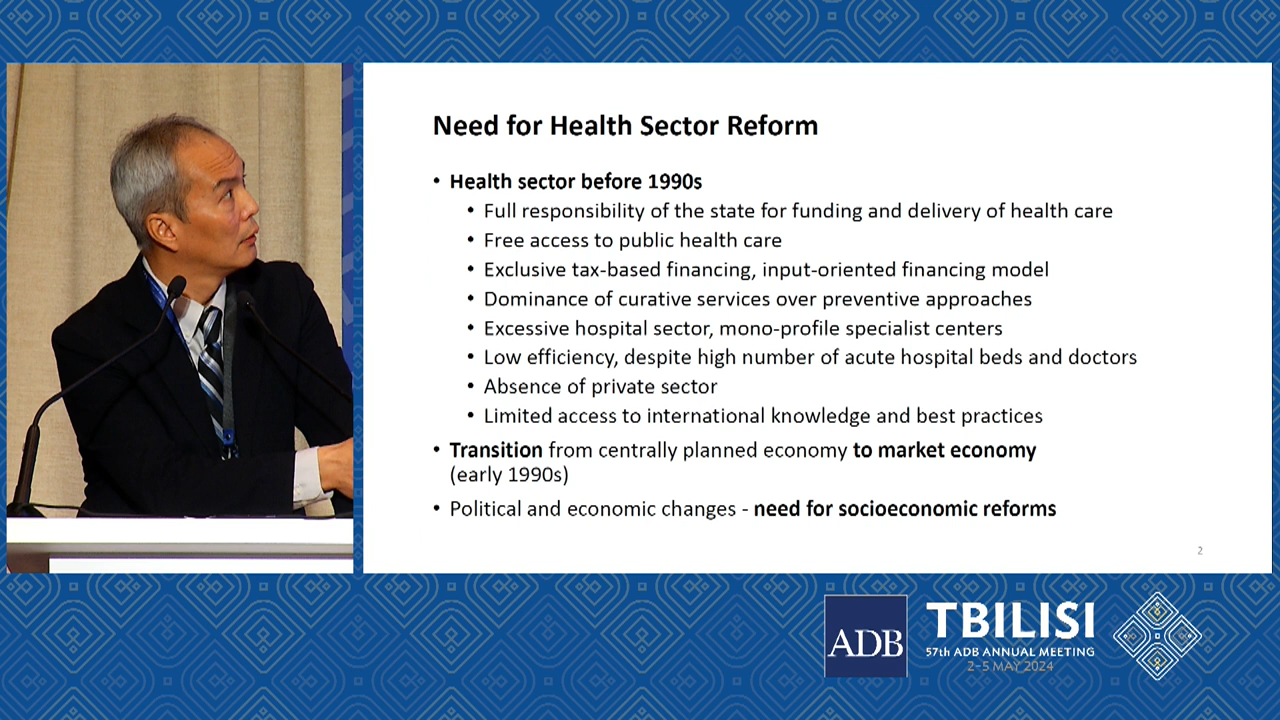 Need for Health Sector Reform
• Health sector before 1990s
• Full responsibility of the state for funding and delivery of health care
• Free access to public health care
• Exclusive tax-based financing, input-oriented financing model
• Dominance of curative services over preventive approaches
• Excessive hospital sector, mono-profile specialist centers
• Low efficiency, despite high number of acute hospital beds and doctors
• Absence of private sector
• Limited access to international knowledge and best practices
• Transition from centrally planned economy to market economy
(early 1990s)
• Political and economic changes - need for socioeconomic reforms
2
ADB
TBILISI
57th ADB ANNUAL MEETING
2–5 MAY 2024